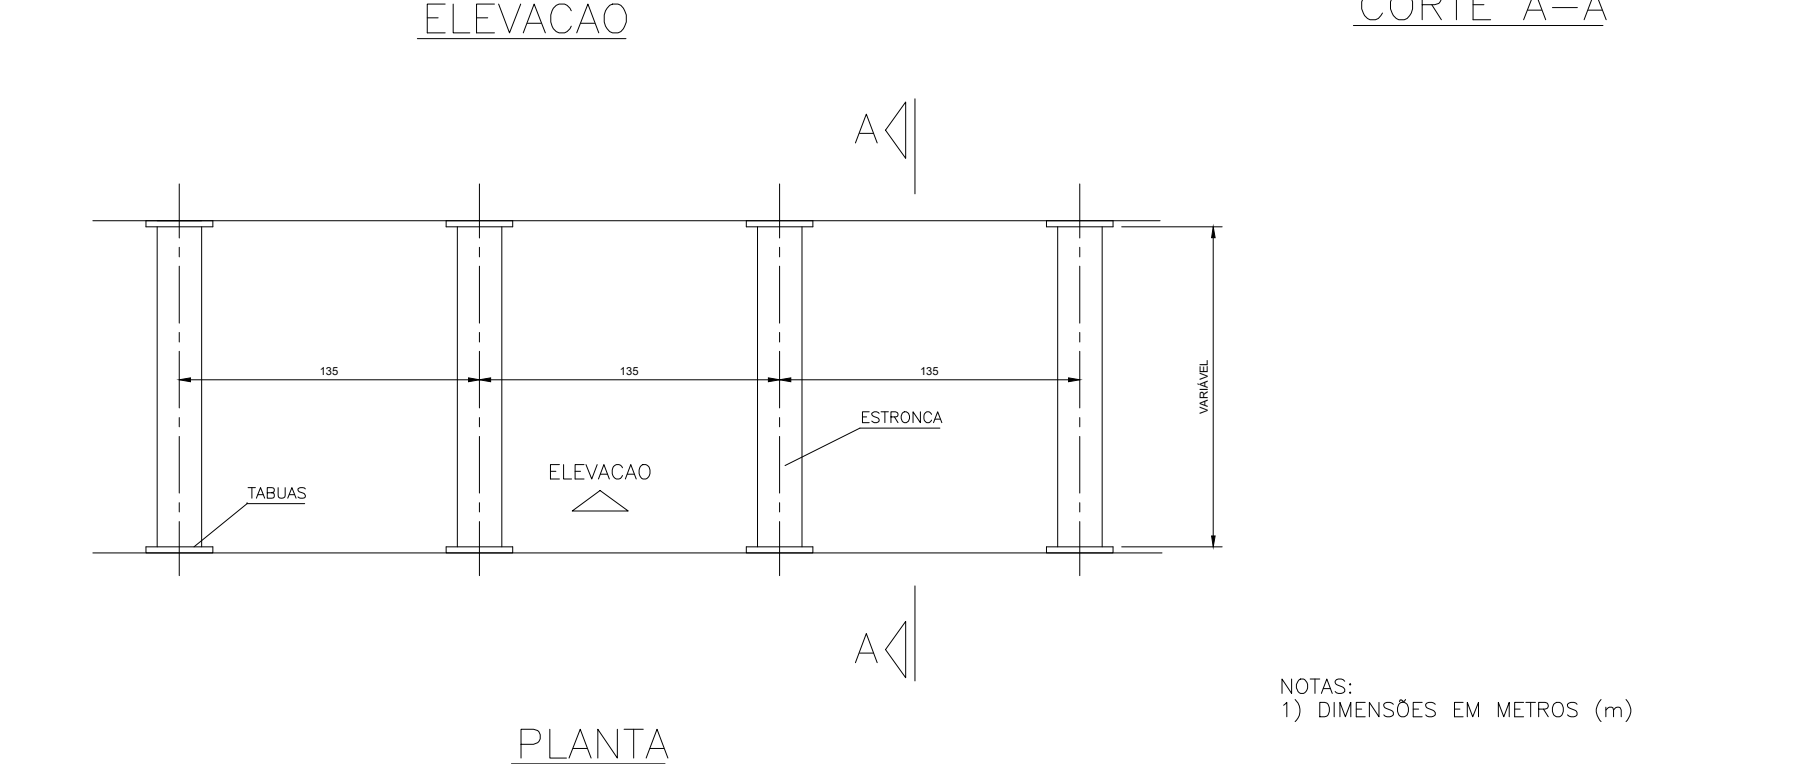 ELEVACAO
CORTE A-A
A
135
135
135
VARIÁVEL
ESTRONCA
ELEVACAO
TABUAS
A
NOTAS:
1) DIMENSÕES EM METROS (m)
PLANTA